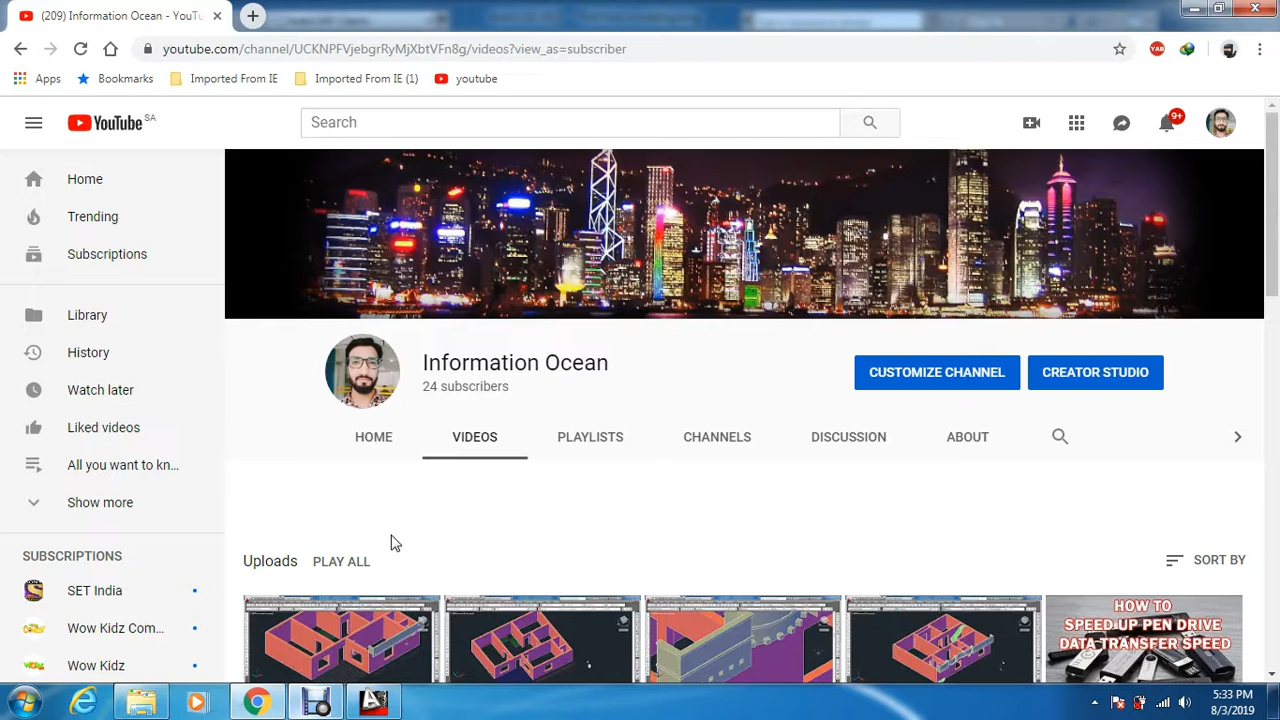 (209) Information Ocean - YouTu
youtube.com/channel/UCKNPFVjebgrRyMjXbtVFn8g/videos?view_as=subscriber
Apps
Bookmarks
Imported From IE
Imported From IE (1)
youtube
YouTube SA
Search
9+
Home
Trending
Subscriptions
Library
History
Watch later
Liked videos
All you want to kn...
Show more
SUBSCRIPTIONS
SET India
Wow Kidz Com...
Wow Kidz
Information Ocean
24 subscribers
CUSTOMIZE CHANNEL
CREATOR STUDIO
HOME
VIDEOS
PLAYLISTS
CHANNELS
DISCUSSION
ABOUT
Uploads
PLAY ALL
SORT BY
HOW TO
SPEED UP PEN DRIVE
DATA TRANSFER SPEED
5:33 PM
8/3/2019